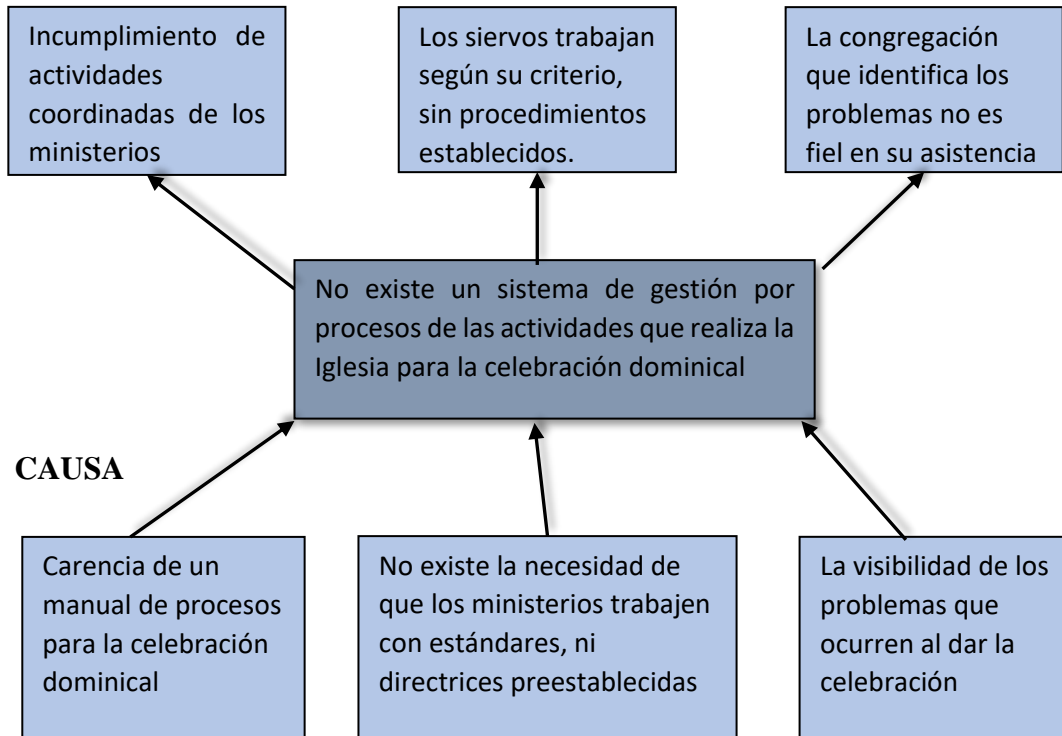 Incumplimiento de
actividades
coordinadas de los
ministerios
Los siervos trabajan
según su criterio,
sin procedimientos
establecidos.
La congregación
que identifica los
problemas no es
fiel en su asistencia
No existe un sistema de gestión por
procesos de las actividades que realiza la
Iglesia para la celebración dominical
CAUSA
Carencia de un
manual de procesos
para la celebración
dominical
No existe la necesidad de
que los ministerios trabajen
con estándares, ni
directrices preestablecidas
La visibilidad de los
problemas que
ocurren al dar la
celebración